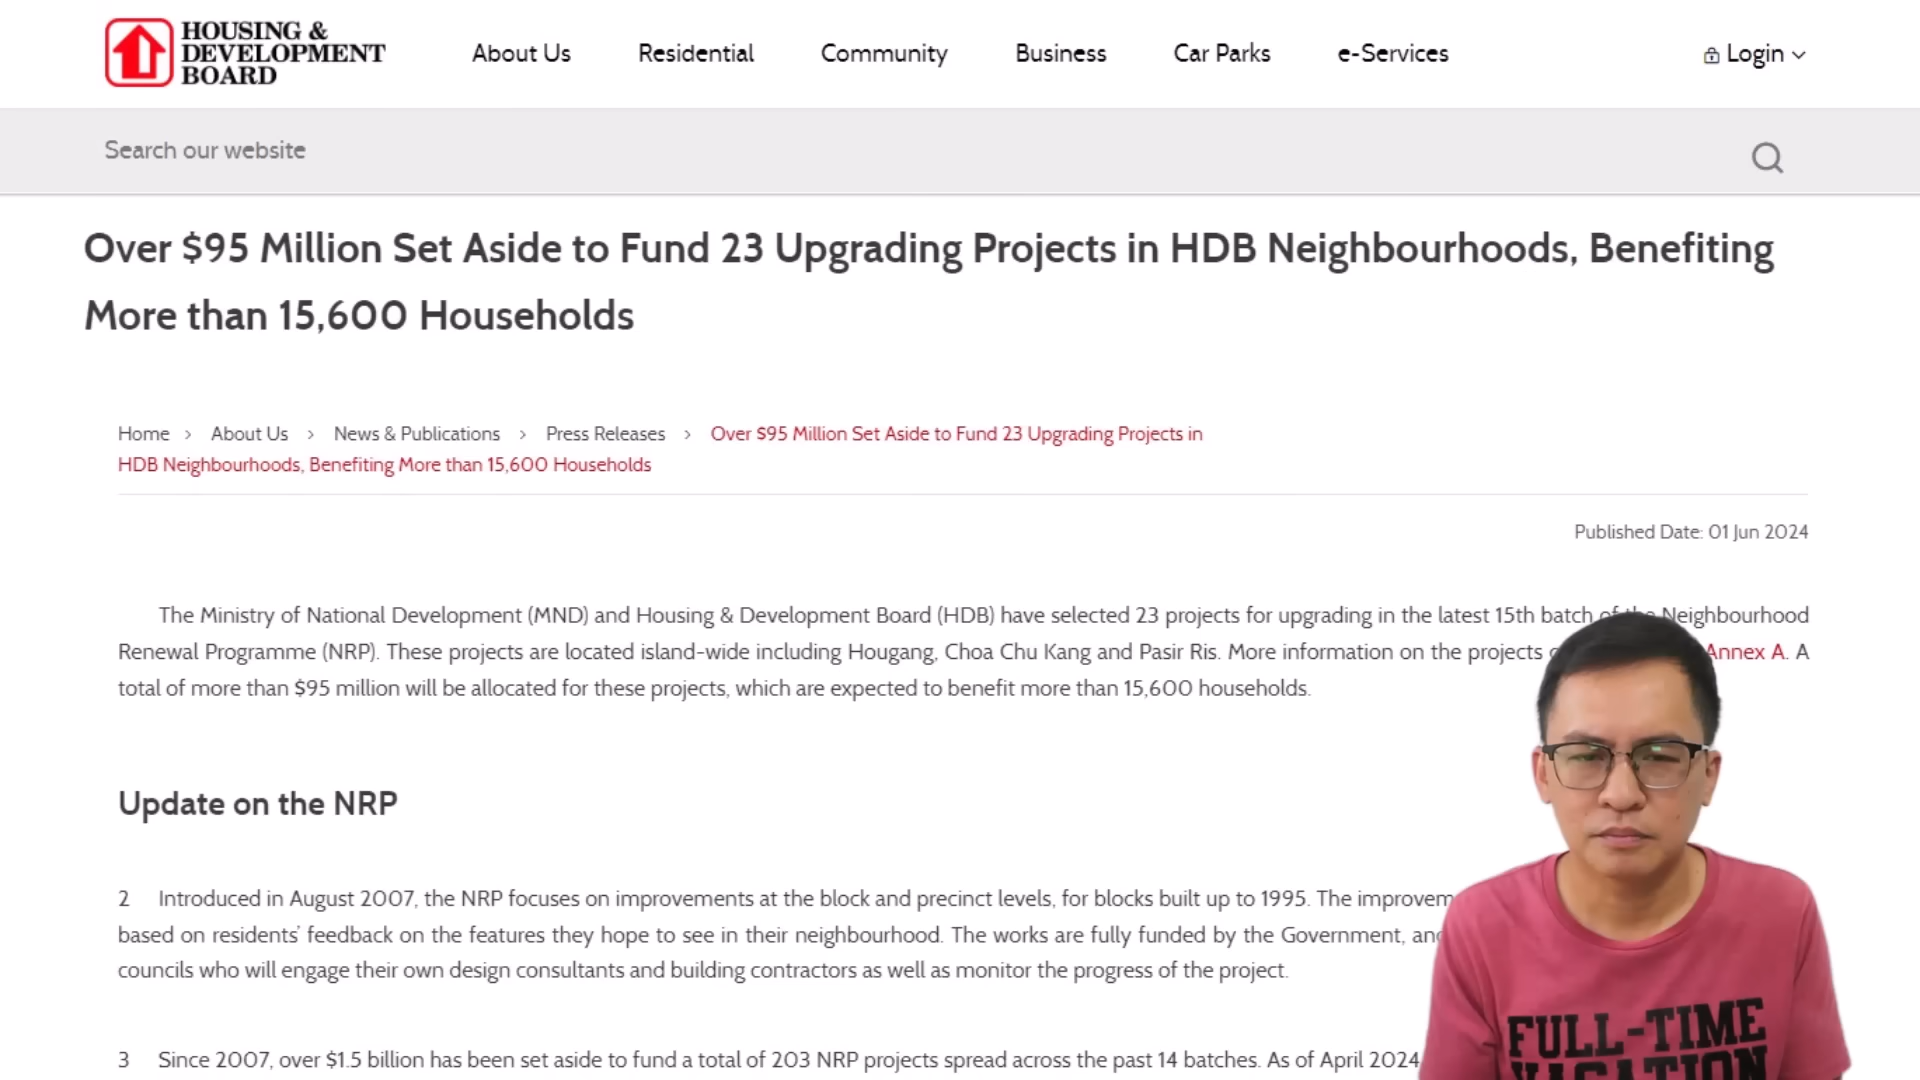 HOUSING &
DEVELOPMENT
BOARD
About Us Residential Community Business Car Parks e-Services Login
Search our website
Over $95 Million Set Aside to Fund 23 Upgrading Projects in HDB Neighbourhoods, Benefiting
More than 15,600 Households
Home > About Us > News & Publications > Press Releases > Over $95 Million Set Aside to Fund 23 Upgrading Projects in
HDB Neighbourhoods, Benefiting More than 15,600 Households
Published Date: 01 Jun 2024
The Ministry of National Development (MND) and Housing & Development Board (HDB) have selected 23 projects for upgrading in the latest 15th batch of the Neighbourhood
Renewal Programme (NRP). These projects are located island-wide including Hougang, Choa Chu Kang and Pasir Ris. More information on the projects Annex A. A
total of more than $95 million will be allocated for these projects, which are expected to benefit more than 15,600 households.
Update on the NRP
2 Introduced in August 2007, the NRP focuses on improvements at the block and precinct levels, for blocks built up to 1995. The
based on residents' feedback on the features they hope to see in their neighbourhood. The works are fully funded by the Government,
councils who will engage their own design consultants and building contractors as well as monitor the progress of the project.
3 Since 2007, over $1.5 billion has been set aside to fund a total of 203 NRP projects spread across the past 14 batches. As of April 2024
FULL-TIME
VACATION